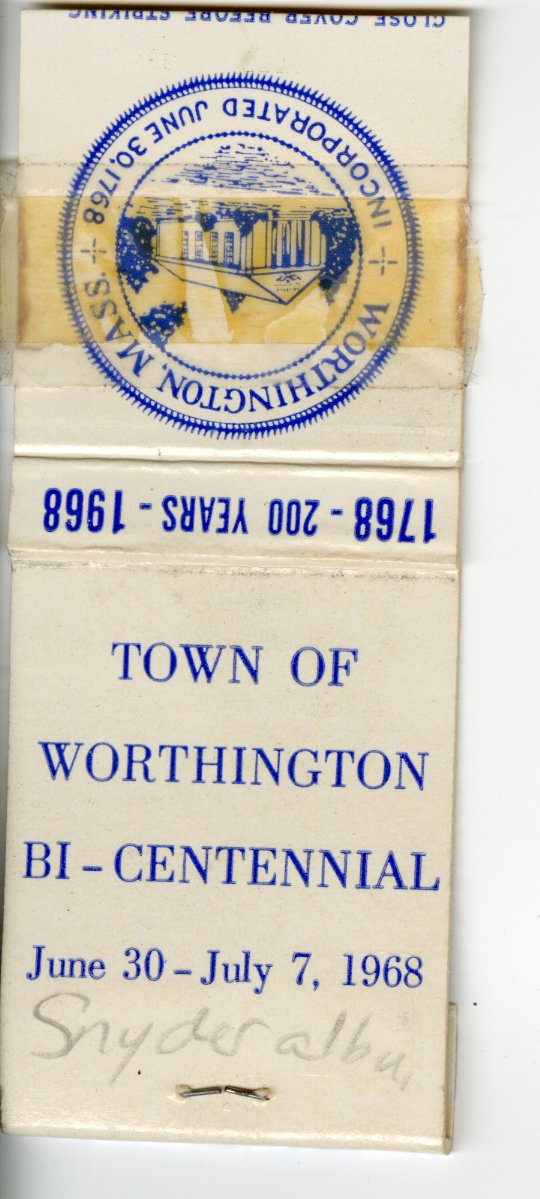 CLOSE COVER BEFORE STRIKING
INCORPORATED JUNE 30, 1768
WORTHINGTON, MASS.
1768 - 200 YEARS - 1968
TOWN OF
WORTHINGTON
BI-CENTENNIAL
June 30 - July 7, 1968
Snyder album